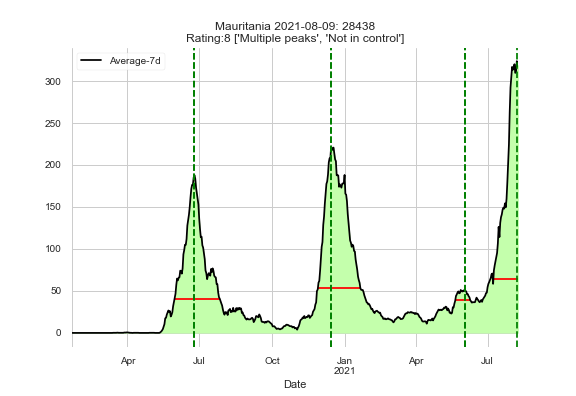 Mauritania 2021-08-09: 28438
Rating:8 ['Multiple peaks', 'Not in control']
Average-7d
300
250
200
150
100
50
0
Apr
Jul
Oct
Jan
2021
Apr
Jul
Date